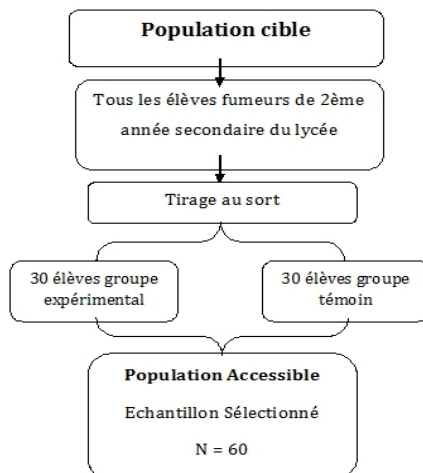 Population cible
Tous les élèves fumeurs de 2ème
année secondaire du lycée
Tirage au sort
30 élèves groupe
expérimental
30 élèves groupe
témoin
Population Accessible
Echantillon Sélectionné
N = 60